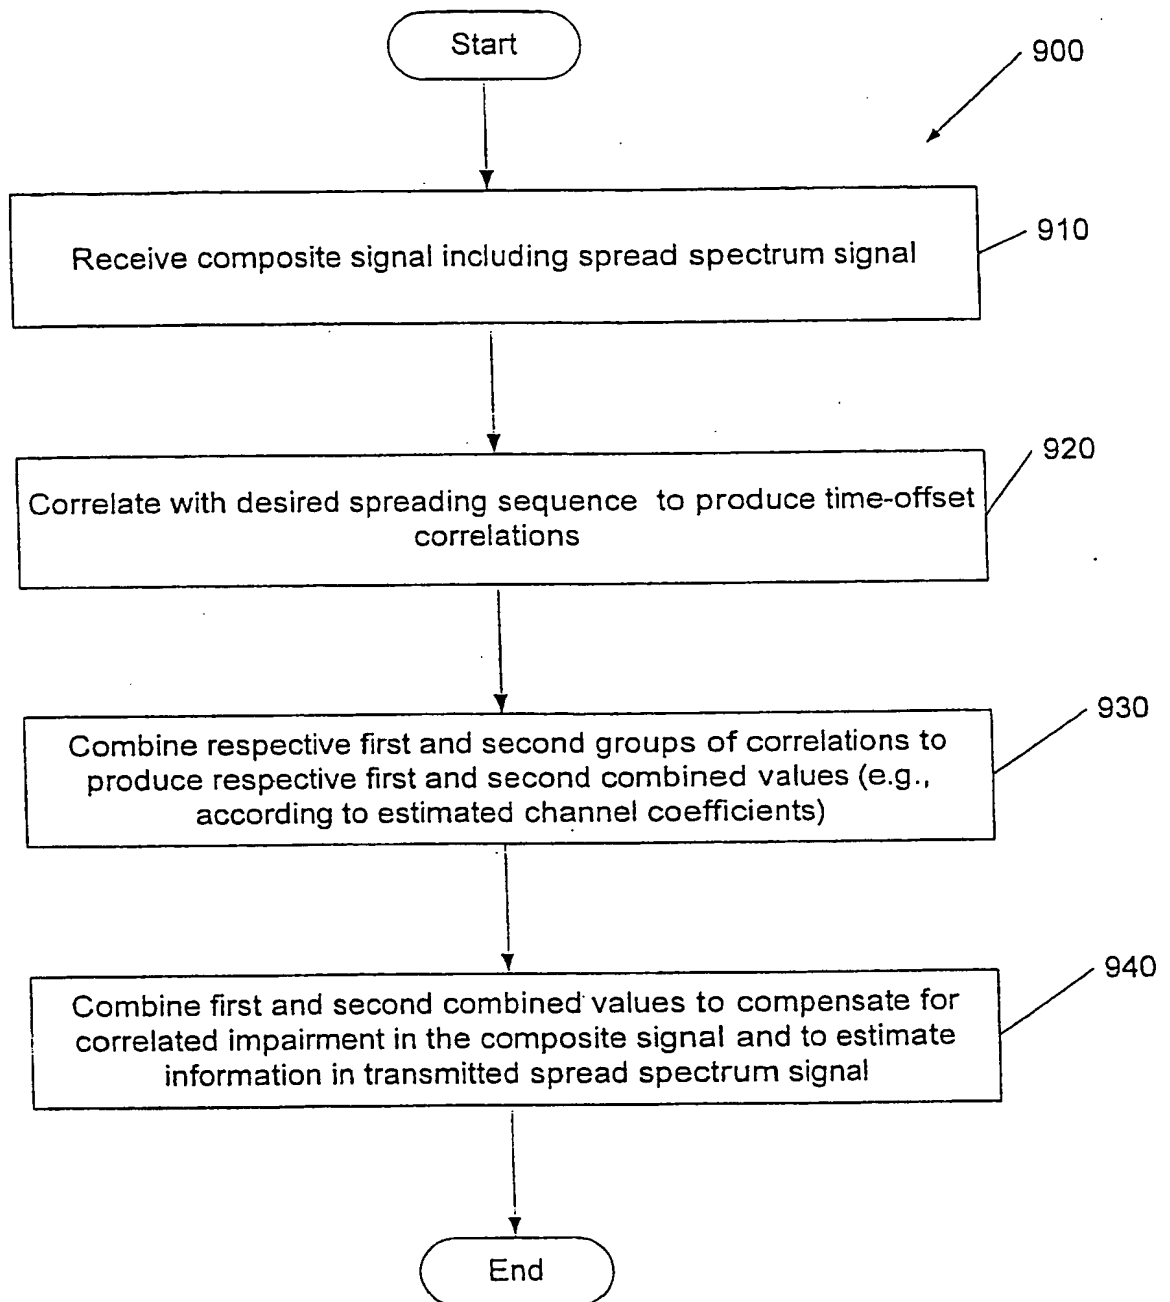 Start
900
Receive composite signal including spread spectrum signal
910
Correlate with desired spreading sequence to produce time-offset
correlations
920
Combine respective first and second groups of correlations to
produce respective first and second combined values (e.g.,
according to estimated channel coefficients)
930
Combine first and second combined values to compensate for
correlated impairment in the composite signal and to estimate
information in transmitted spread spectrum signal
940
End